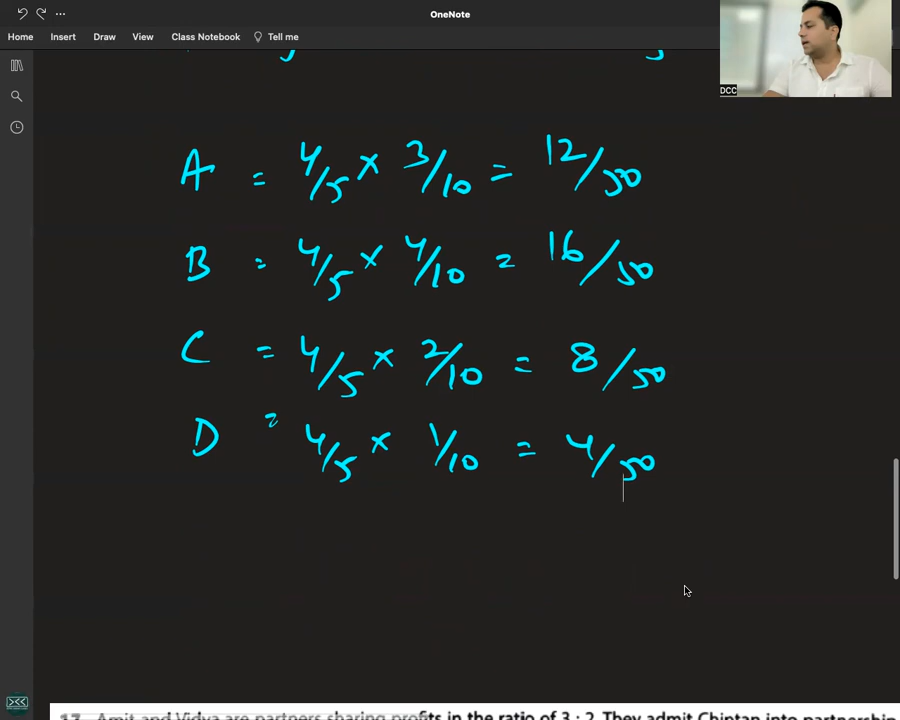 OneNote
Home Insert Draw View Class Notebook Tell me
DCC
A = 4/5 × 3/10 = 12/50
B = 4/5 × 4/10 = 16/50
C = 4/5 × 2/10 = 8/50
D = 4/5 × 1/10 = 4/50
17. Amit and Vidya are partners sharing profits in the ratio of 3 : 2. They admit Chintan into partnership